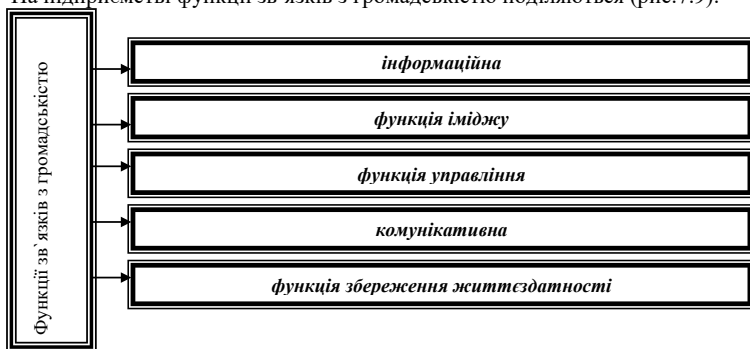 На підприємстві функції зв`язків з громадськістю поділяються (рис.7.9):
Функції зв`язків з громадськістю
інформаційна
функція іміджу
функція управління
комунікативна
функція збереження життєздатності